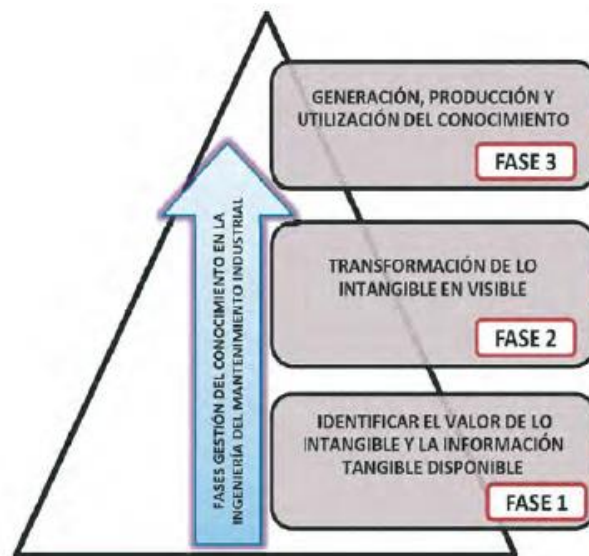 GENERACIÓN, PRODUCCIÓN Y
UTILIZACIÓN DEL CONOCIMIENTO
FASE 3
TRANSFORMACIÓN DE LO
INTANGIBLE EN VISIBLE
FASE 2
IDENTIFICAR EL VALOR DE LO
INTANGIBLE Y LA INFORMACIÓN
TANGIBLE DISPONIBLE
FASE 1
FASES GESTIÓN DEL CONOCIMIENTO EN LA
INGENIERÍA DEL MANTENIMIENTO INDUSTRIAL